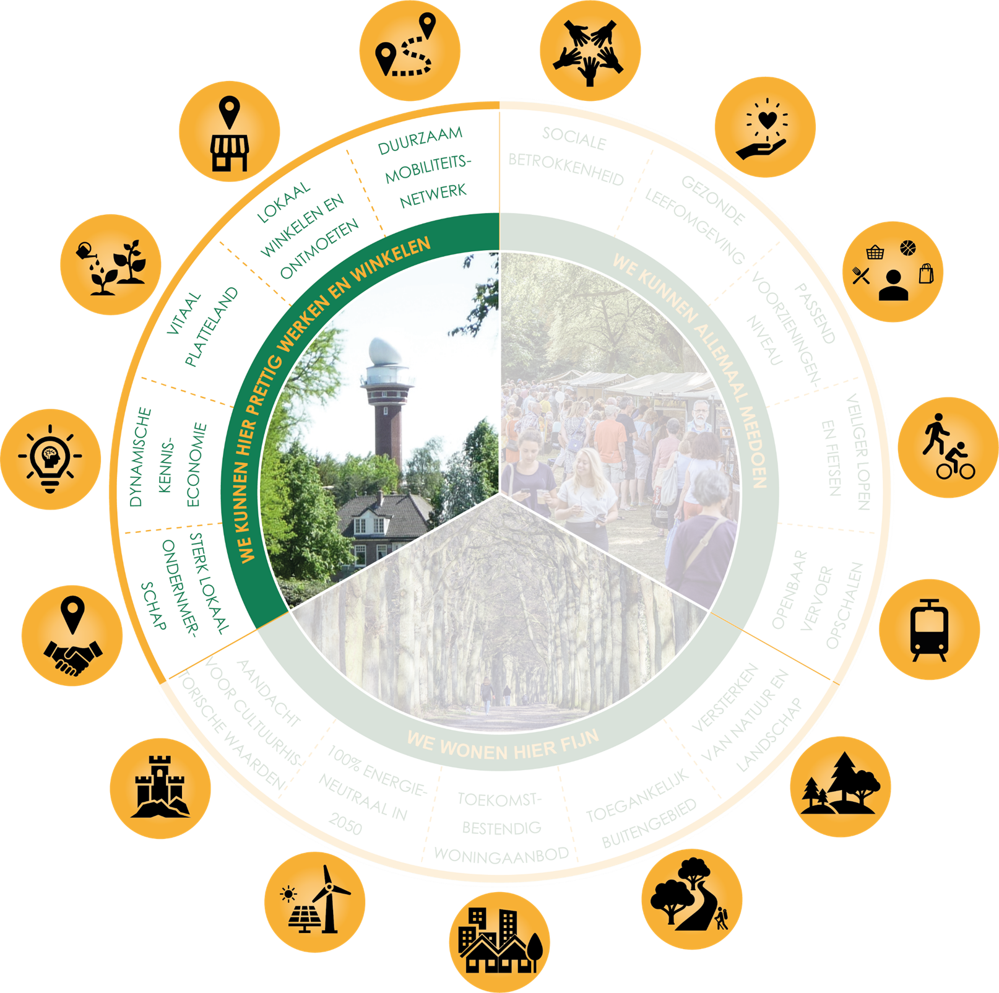 DUURZAAM
MOBILITEITS-
NETWERK
LOKAAL
WINKELEN EN
ONTMOETEN
VITAAL
PLATTELAND
DYNAMISCHE
KENNIS-
ECONOMIE
STERK LOKAAL
ONDERNMER-
SCHAP
WE KUNNEN HIER PRETTIG WERKEN EN WINKELEN
SOCIALE
BETROKKENHEID
GEZONDE
LEEFOMGEVING
PASSEND
VOORZIENINGEN-
NIVEAU
VEILIGER LOPEN
EN FIETSEN
OPENBAAR
VERVOER
OPSCHALEN
WE KUNNEN ALLEMAAL MEEDOEN
VERSTERKEN
VAN NATUUR EN
LANDSCHAP
TOEGANKELIJK
BUITENGEBIED
TOEKOMST-
BESTENDIG
WONINGAANBOD
100% ENERGIE-
NEUTRAAL IN
2050
AANDACHT
VOOR CULTUURHIS-
TORISCHE WAARDEN
WE WONEN HIER FIJN